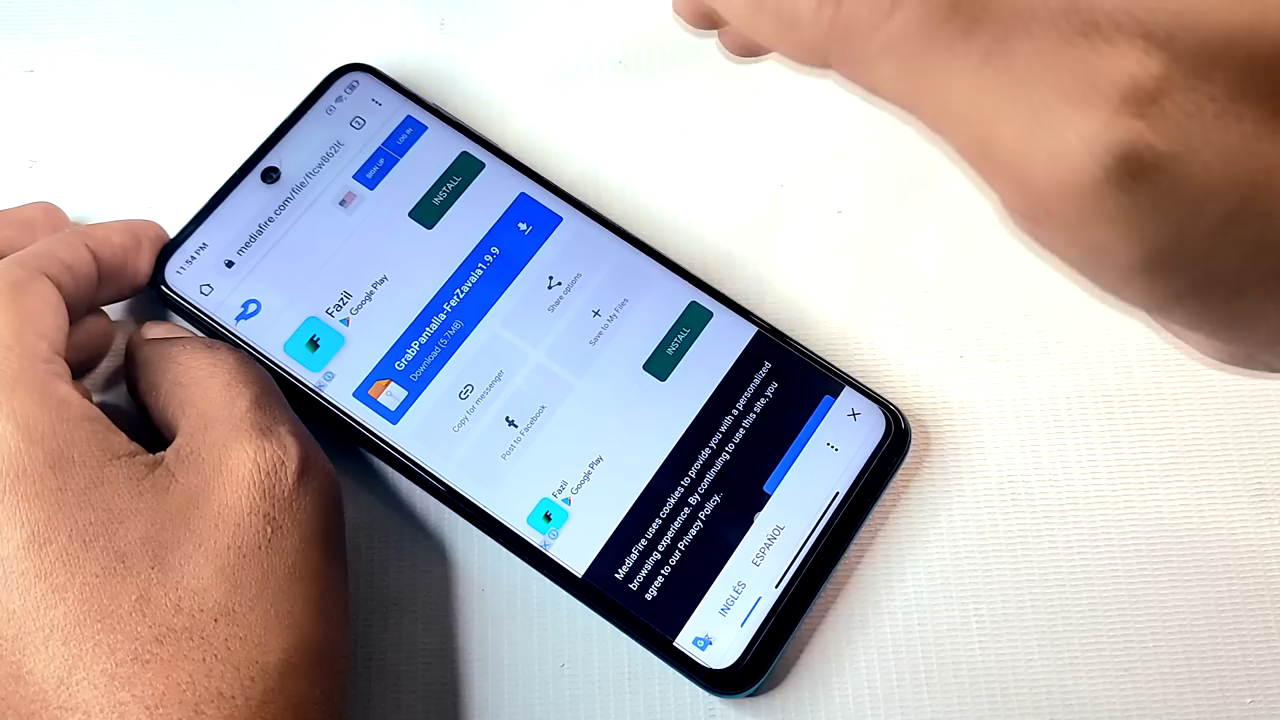 11:54 PM
mediafire.com/file/
2
SIGN UP
LOG IN
Fazil
Google Play
INSTALL
GrabPantalla-FerZavala1.9.9
Download (5.7MB)
Copy for messenger
Share options
Post to Facebook
Save to My Files
Fazil
Google Play
INSTALL
MediaFire uses cookies to provide you with a personalized
browsing experience. By continuing to use this site, you
agree to our Privacy Policy.
INGLÉS
ESPAÑOL